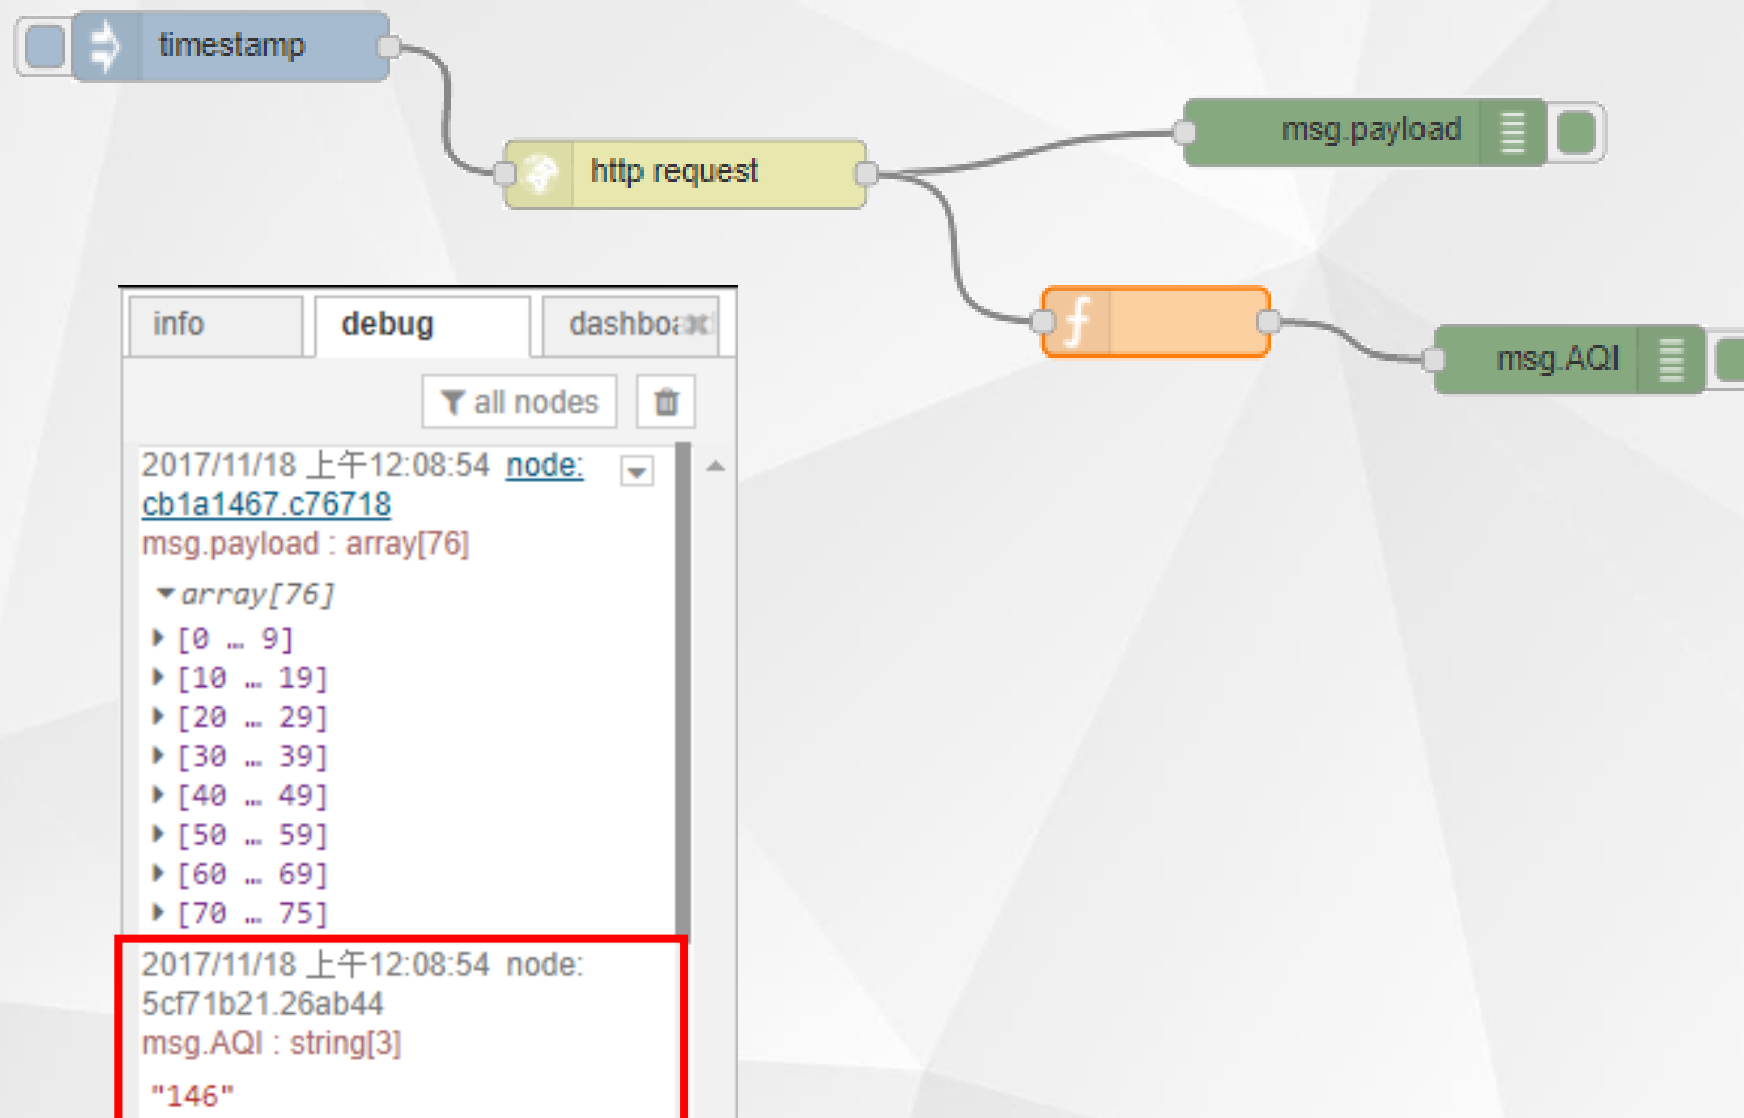 timestamp
msg.payload
http request
msg.AQI
info
debug
all nodes
2017/11/18 上午12:08:54 node:
cb1a1467.c76718
msg.payload : array[76]
array[76]
[0 … 9]
[10 … 19]
[20 … 29]
[30 … 39]
[40 … 49]
[50 … 59]
[60 … 69]
[70 … 75]
2017/11/18 上午12:08:54 node:
5cf71b21.26ab44
msg.AQI : string[3]
"146"